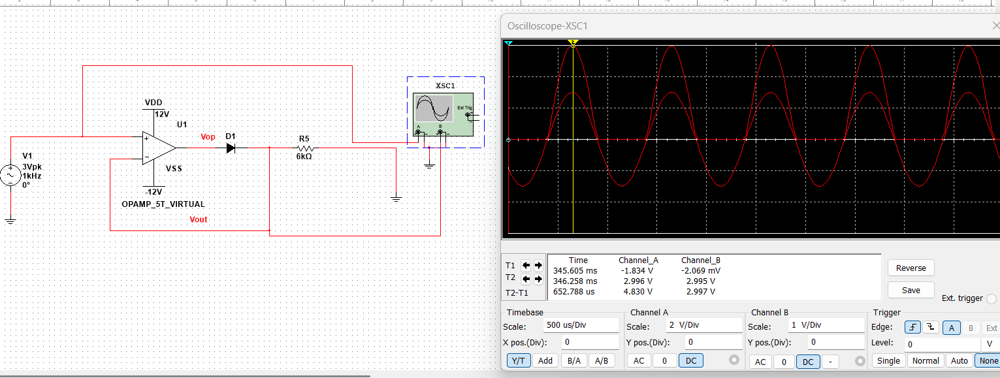 Oscilloscope-XSC1
XSC1
Ext Trig
A
B
VDD
12V
U1
Vop
D1
R5
6kΩ
V1
3Vpk
1kHz
0°
VSS
-12V
OPAMP_5T_VIRTUAL
Vout
1
2
Time Channel_A Channel_B
T1 345.605 ms -1.834 V -2.069 mV
T2 346.258 ms 2.996 V 2.995 V
T2-T1 652.788 us 4.830 V 2.997 V
Reverse
Save
Ext. trigger
Timebase
Scale: 500 us/Div
X pos.(Div): 0
Y/T Add B/A A/B
Channel A
Scale: 2 V/Div
Y pos.(Div): 0
AC 0 DC
Channel B
Scale: 1 V/Div
Y pos.(Div): 0
AC 0 DC -
Trigger
Edge: A B Ext
Level: 0 V
Single Normal Auto None